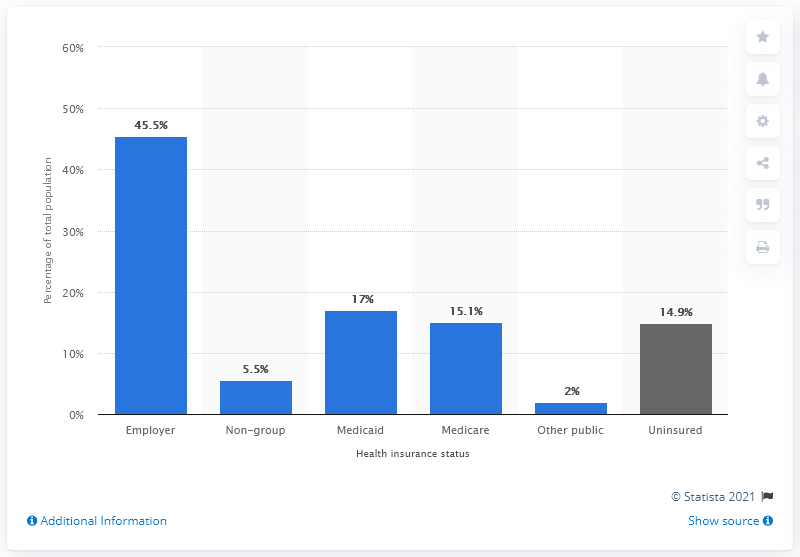 60%
50%
40%
30%
20%
10%
0%
Percentage of total population
45.5%
5.5%
17%
15.1%
2%
14.9%
Employer
Non-group
Medicaid
Medicare
Other public
Uninsured
Health insurance status
© Statista 2021
Additional Information
Show source